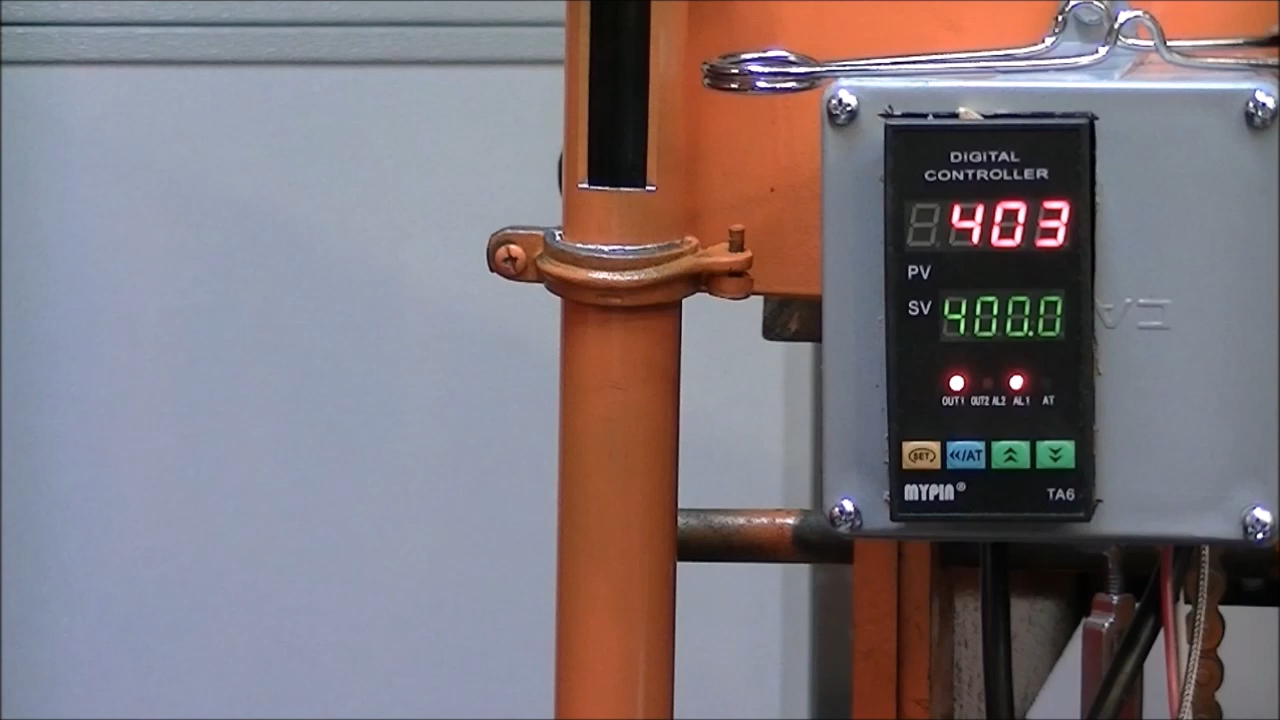 DIGITAL
CONTROLLER
403
PV
SV 400.0
OUT1 OUT2 AL2 AL1 AT
SET «/AT
MYPIN® TA6